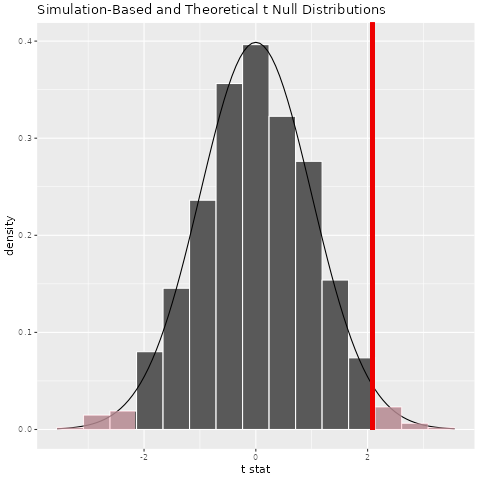 Simulation-Based and Theoretical t Null Distributions
0.4
0.3
0.2
0.1
0.0
density
-2
0
2
t stat